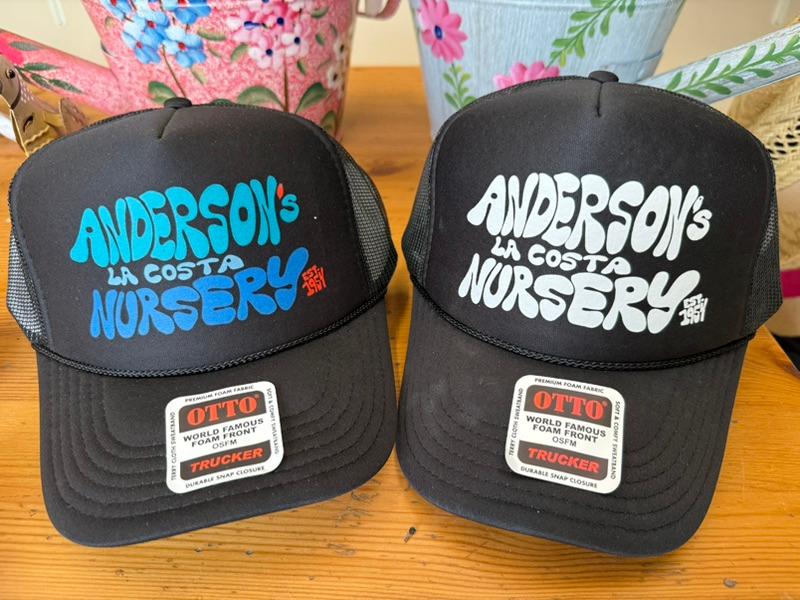 ANDERSON's
LA COSTA
NURSERY
EST.
1954
PREMIUM FOAM FABRIC
TERRY CLOTH SWEATBAND
OTTO®
WORLD FAMOUS
FOAM FRONT
OSFM
TRUCKER
SOFT & COMFY SWEATBAND
DURABLE SNAP CLOSURE
ANDERSON's
LA COSTA
NURSERY
EST.
1954
PREMIUM FOAM FABRIC
TERRY CLOTH SWEATBAND
OTTO®
WORLD FAMOUS
FOAM FRONT
OSFM
TRUCKER
SOFT & COMFY SWEATBAND
DURABLE SNAP CLOSURE